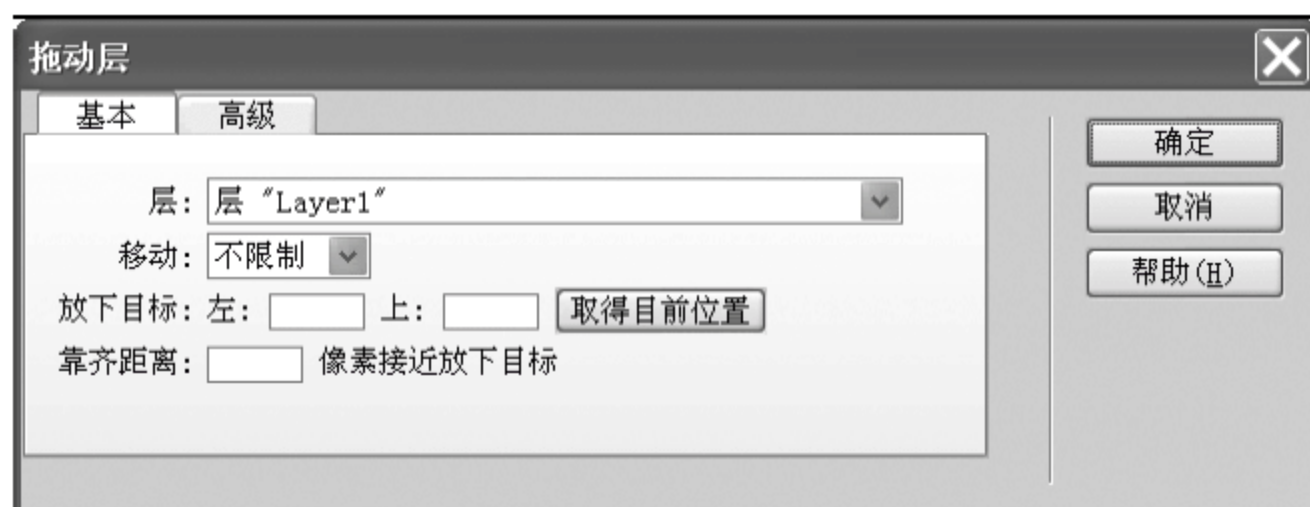 拖动层
基本 高级
层: 层 "Layer1"
移动: 不限制
放下目标: 左: 上: 取得目前位置
靠齐距离: 像素接近放下目标
确定
取消
帮助(H)